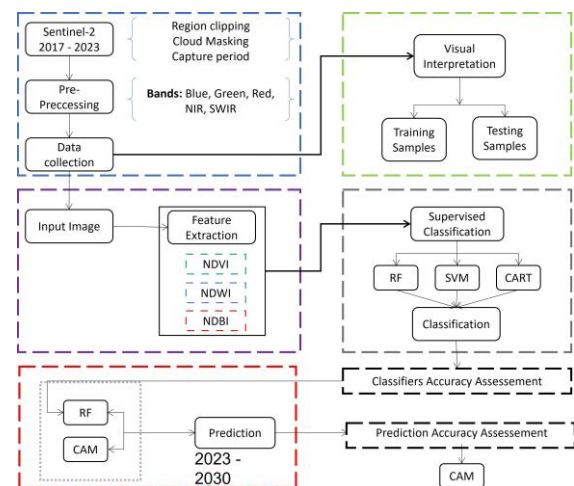 Sentinel-2
2017 - 2023
Region clipping
Cloud Masking
Capture period
Pre-
Preccessing
Bands: Blue, Green, Red,
NIR, SWIR
Data
collection
Visual
Interpretation
Training
Samples
Testing
Samples
Input Image
Feature
Extraction
NDVI
NDWI
NDBI
Supervised
Classification
RF
SVM
CART
Classification
Classifiers Accuracy Assessment
RF
CAM
Prediction
2023 -
2030
Prediction Accuracy Assessment
CAM